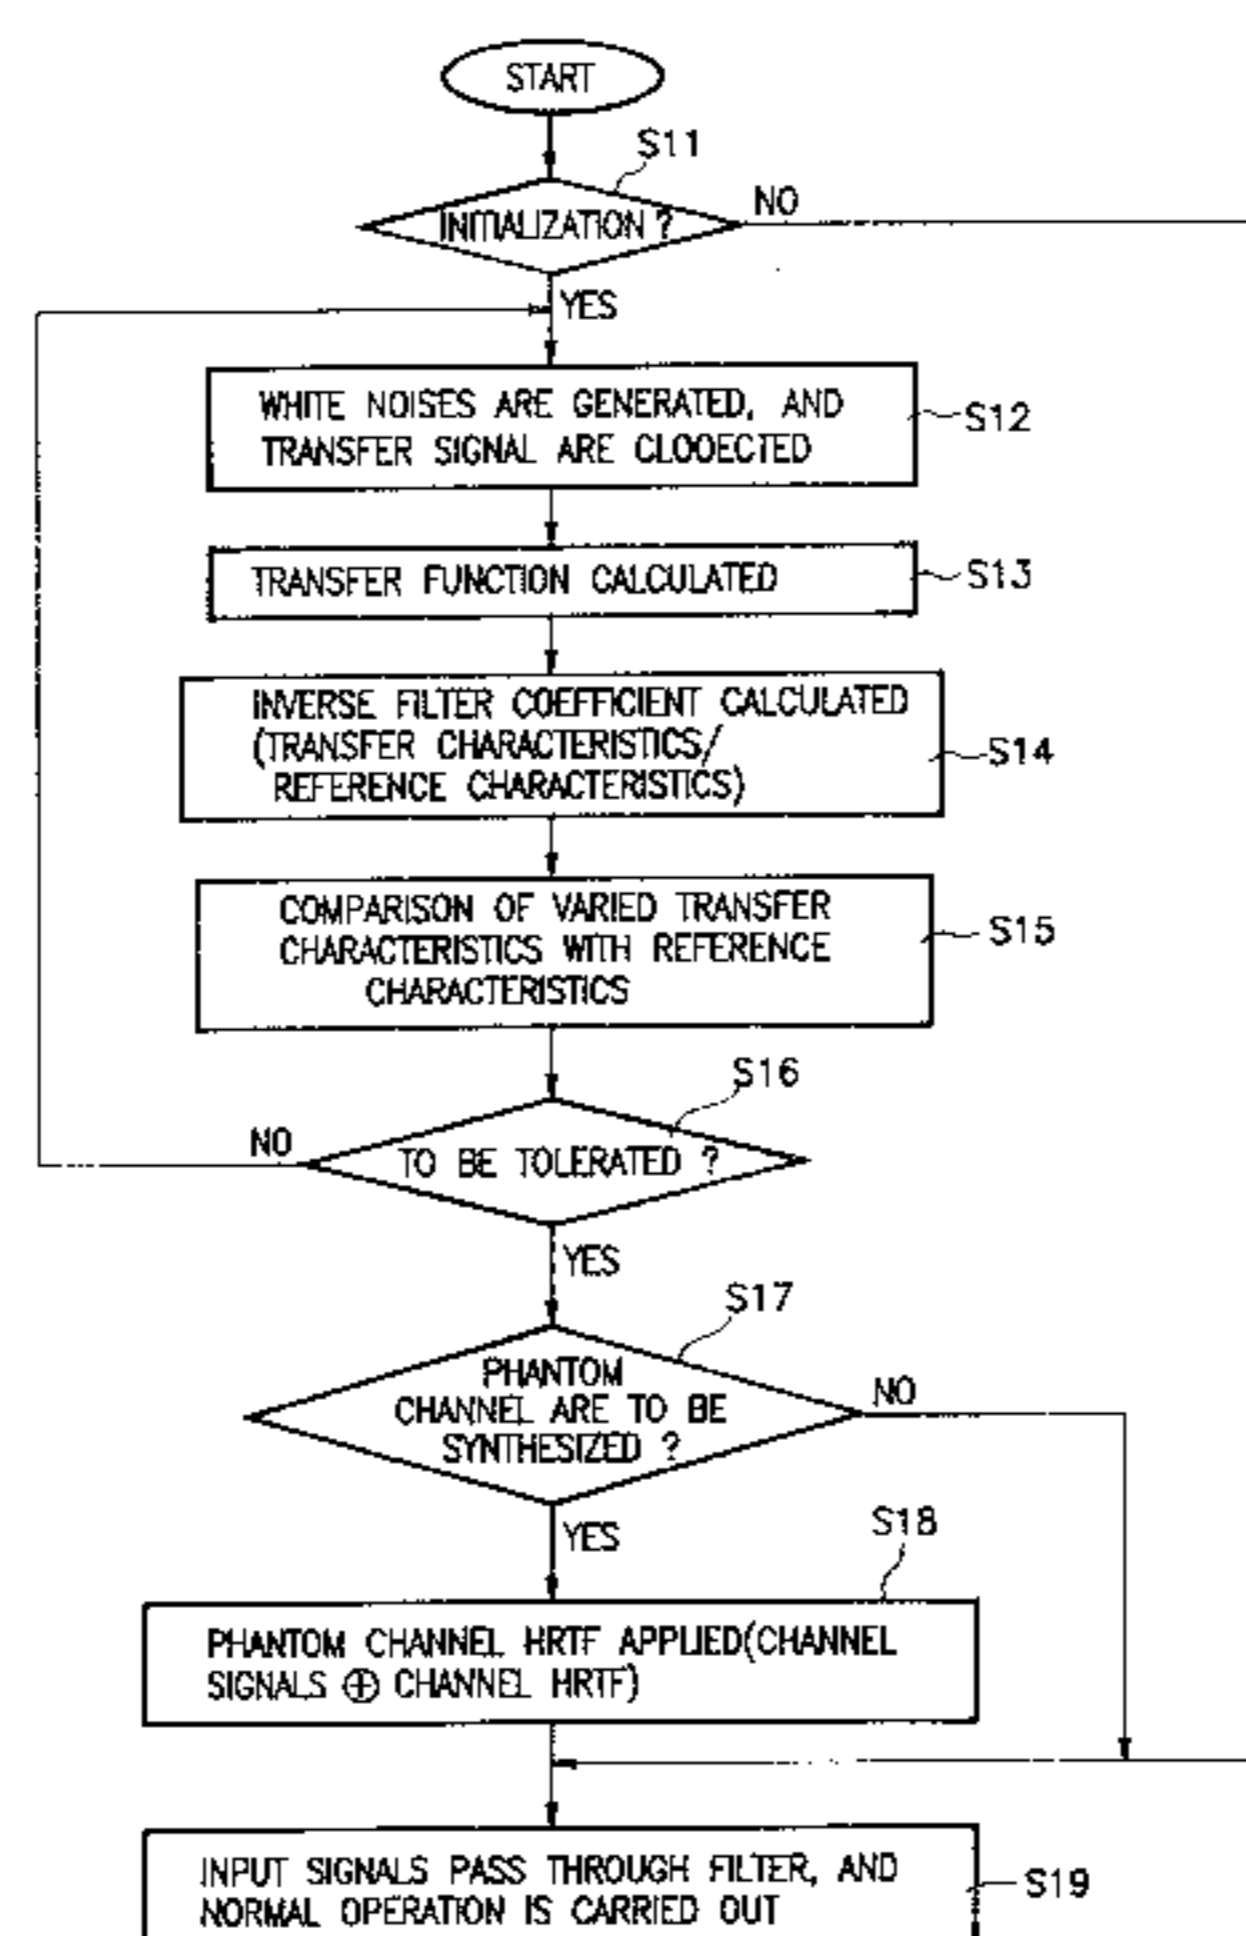 START
S11
INITIALIZATION ?
NO
YES
WHITE NOISES ARE GENERATED, AND
TRANSFER SIGNAL ARE CLOOECTED
S12
TRANSFER FUNCTION CALCULATED
S13
INVERSE FILTER COEFFICIENT CALCULATED
(TRANSFER CHARACTERISTICS/
REFERENCE CHARACTERISTICS)
S14
COMPARISON OF VARIED TRANSFER
CHARACTERISTICS WITH REFERENCE
CHARACTERISTICS
S15
S16
NO
TO BE TOLERATED ?
YES
S17
PHANTOM
CHANNEL ARE TO BE
SYNTHESIZED ?
NO
YES
S18
PHANTOM CHANNEL HRTF APPLIED(CHANNEL
SIGNALS ⊕ CHANNEL HRTF)
INPUT SIGNALS PASS THROUGH FILTER, AND
NORMAL OPERATION IS CARRIED OUT
S19